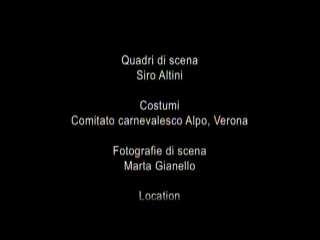 Quadri di scena
Siro Altini
Costumi
Comitato carnevalesco Alpo, Verona
Fotografie di scena
Marta Gianello
Location